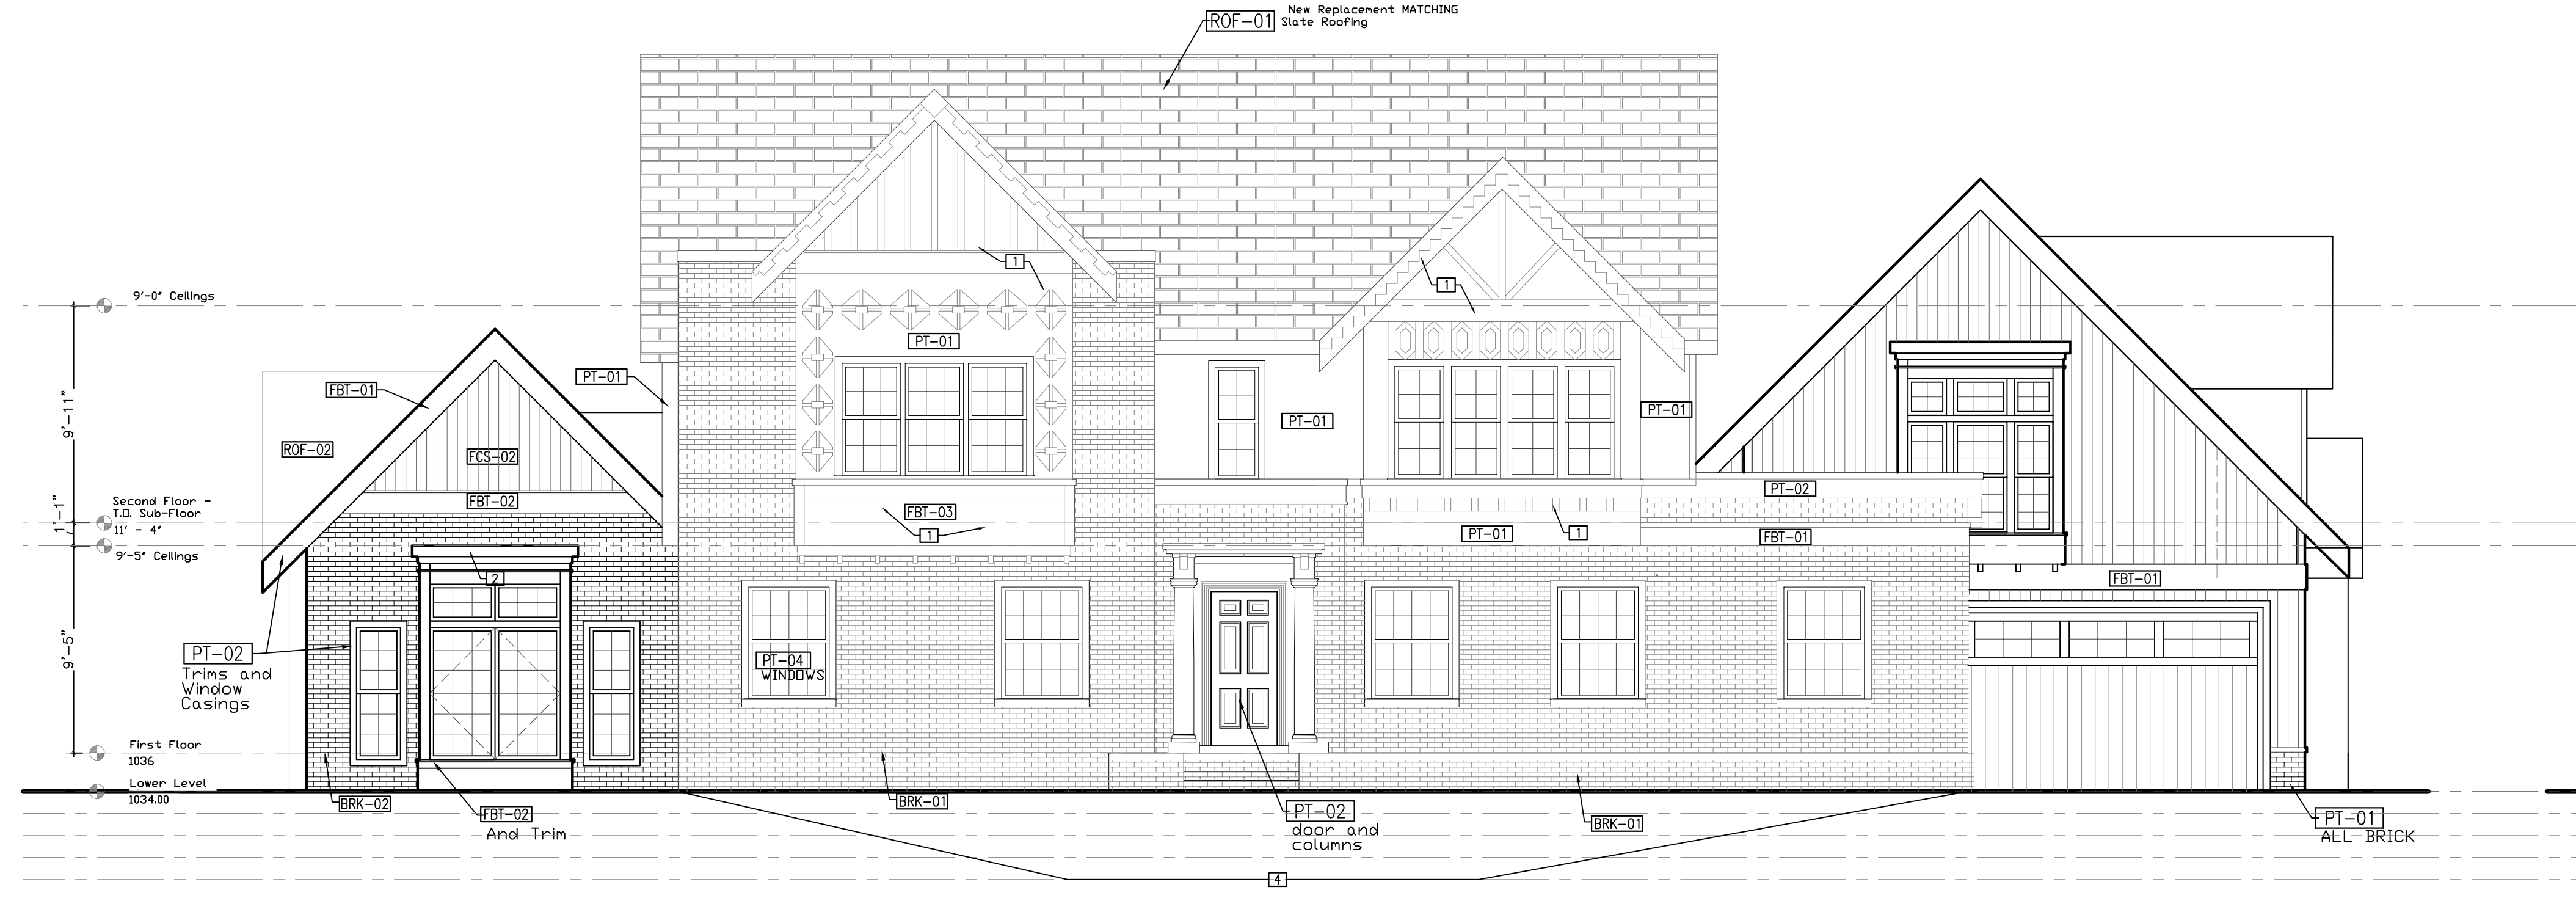 New Replacement MATCHING
ROF-01 Slate Roofing
1
1
9'-0" Ceilings
PT-01
PT-01
FBT-01
PT-01
PT-01
9'-11"
ROF-02
FCS-02
PT-02
Second Floor -
T.O. Sub-Floor
11' - 4"
1'-1"
FBT-02
FBT-03
1
PT-01
1
FBT-01
9'-5" Ceilings
2
FBT-01
9'-5"
PT-02
Trims and
Window
Casings
PT-04
WINDOWS
First Floor
1036
Lower Level
1034.00
BRK-02
FBT-02
And Trim
BRK-01
PT-02
door and
columns
BRK-01
PT-01
ALL BRICK
4